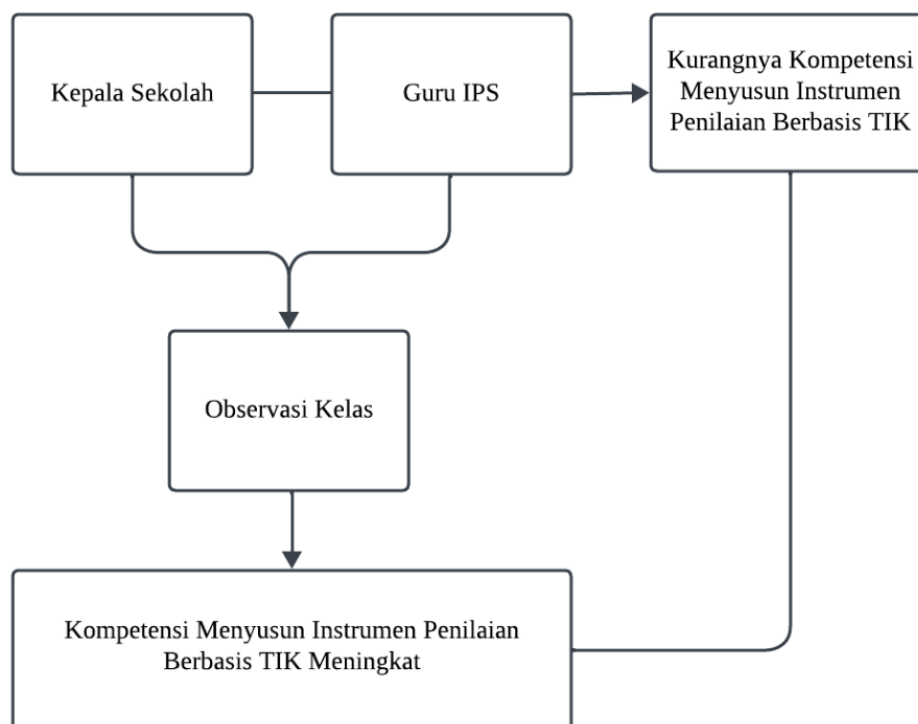 Kepala Sekolah
Guru IPS
Kurangnya Kompetensi
Menyusun Instrumen
Penilaian Berbasis TIK
Observasi Kelas
Kompetensi Menyusun Instrumen Penilaian
Berbasis TIK Meningkat